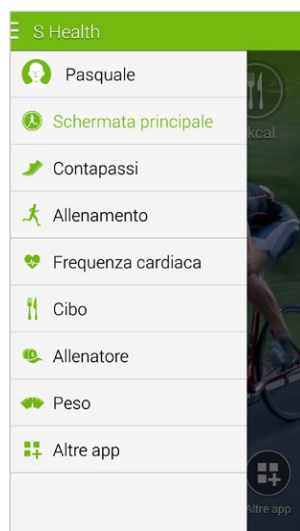 S Health
Pasquale
Schermata principale
Contapassi
Allenamento
Frequenza cardiaca
Cibo
Allenatore
Peso
Altre app
kcal
Altre app